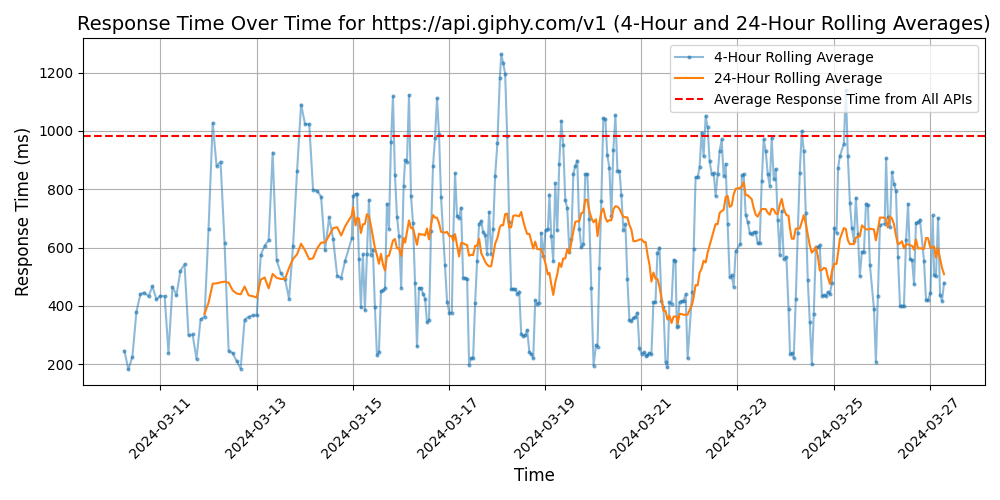 Response Time Over Time for https://api.giphy.com/v1 (4-Hour and 24-Hour Rolling Averages)
4-Hour Rolling Average
24-Hour Rolling Average
Average Response Time from All APIs
Response Time (ms)
1200
1000
800
600
400
200
2024-03-11
2024-03-13
2024-03-15
2024-03-17
2024-03-19
2024-03-21
2024-03-23
2024-03-25
2024-03-27
Time